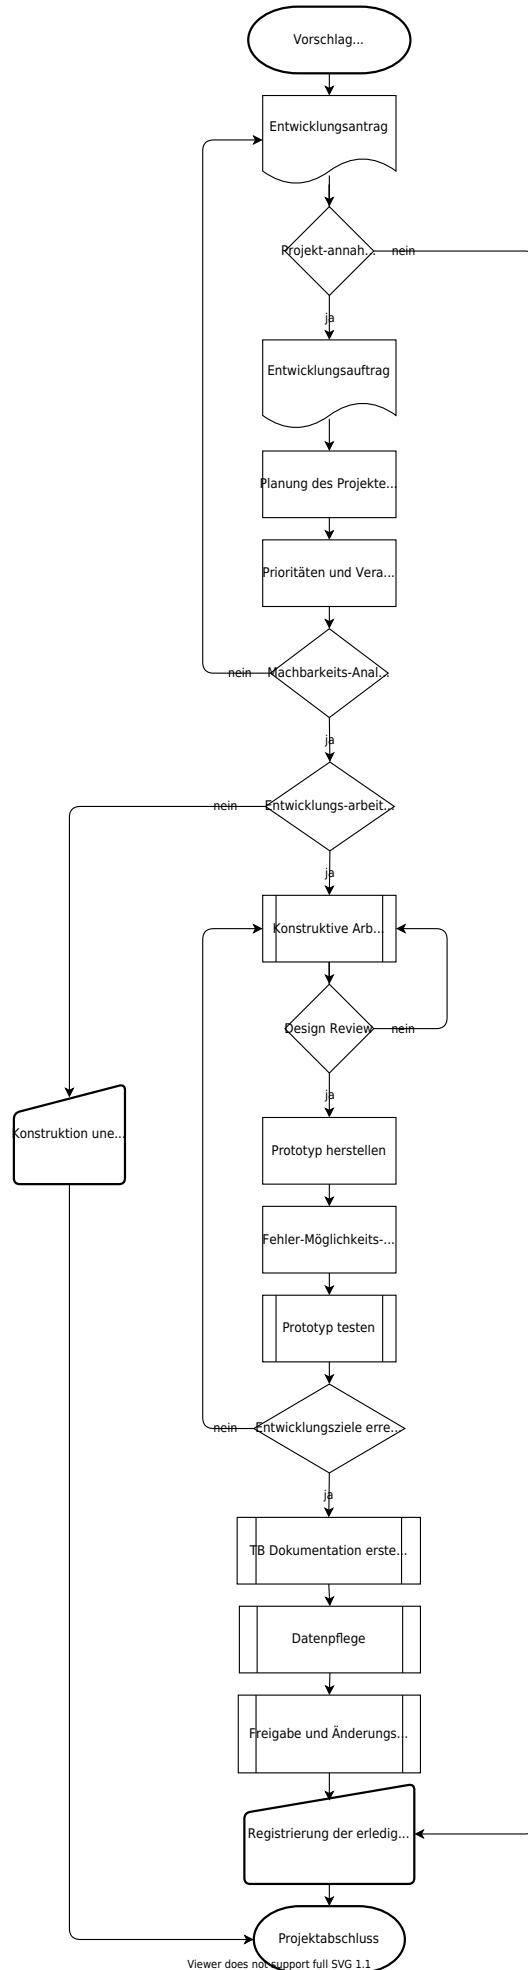 Vorschlag...
Entwicklungsantrag
Projekt-annah...
nein
ja
Entwicklungsauftrag
Planung des Projekte...
Prioritäten und Vera...
nein
Machbarkeits-Anal...
ja
nein
Entwicklungs-arbeit...
ja
Konstruktive Arb...
Design Review
nein
ja
Konstruktion une...
Prototyp herstellen
Fehler-Möglichkeits-...
Prototyp testen
nein
Entwicklungsziele erre...
ja
TB Dokumentation erste...
Datenpflege
Freigabe und Änderungs...
Registrierung der erledig...
Projektabschluss
Viewer does not support full SVG 1.1